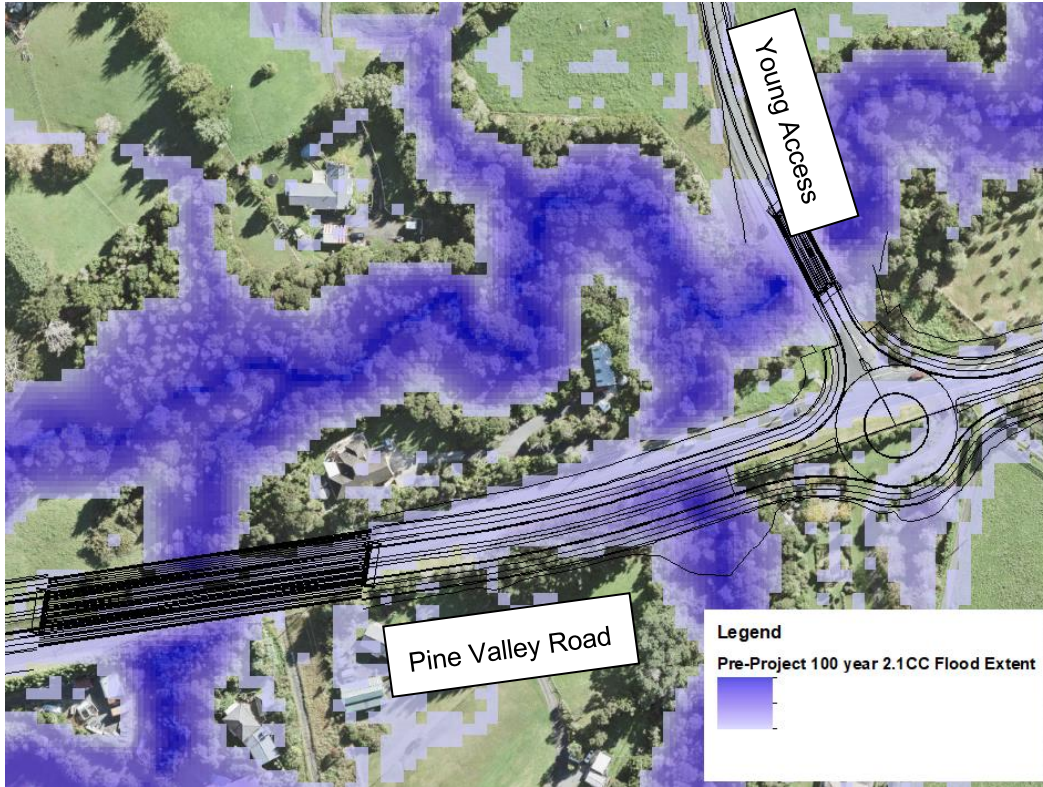 Young Access
Pine Valley Road
Legend
Pre-Project 100 year 2.1CC Flood Extent